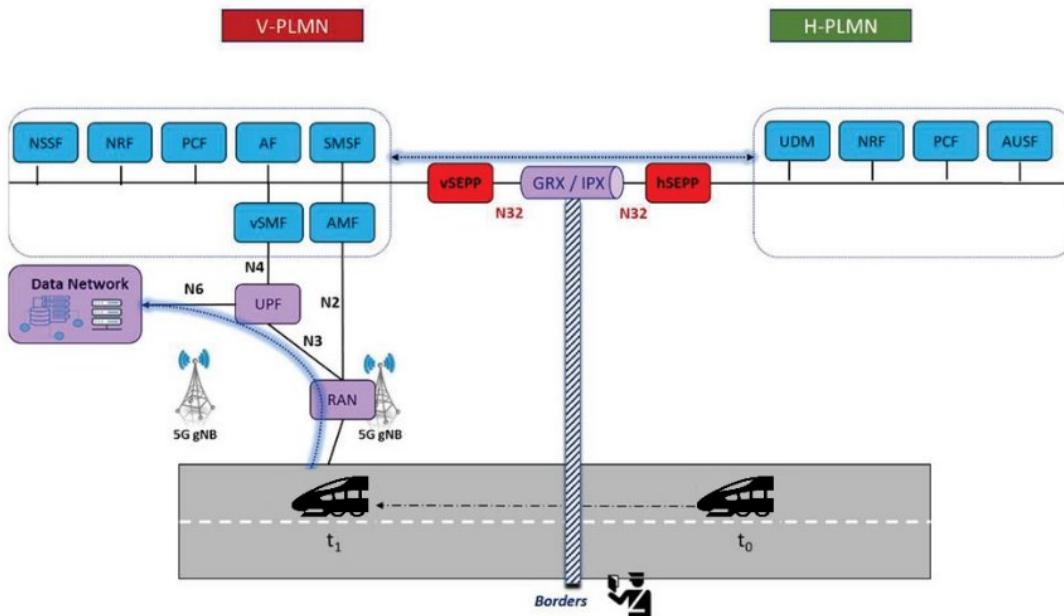 V-PLMN
H-PLMN
NSSF
NRF
PCF
AF
SMSF
UDM
NRF
PCF
AUSF
vSEPP
GRX / IPX
hSEPP
N32
N32
vSMF
AMF
N4
Data Network
N6
UPF
N2
N3
RAN
5G gNB
5G gNB
t1
t0
Borders